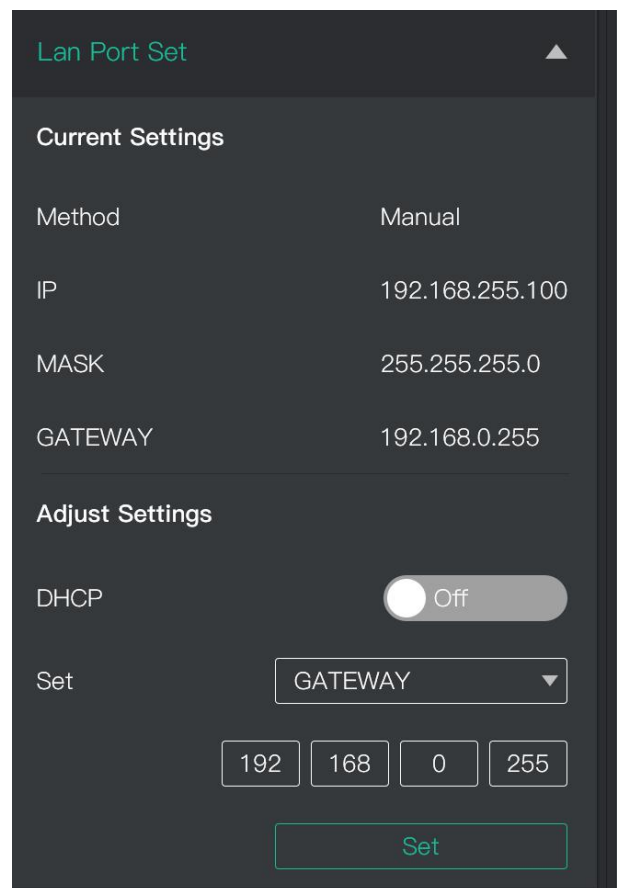 Lan Port Set
Current Settings
Method Manual
IP 192.168.255.100
MASK 255.255.255.0
GATEWAY 192.168.0.255
Adjust Settings
DHCP Off
Set GATEWAY
192 168 0 255
Set